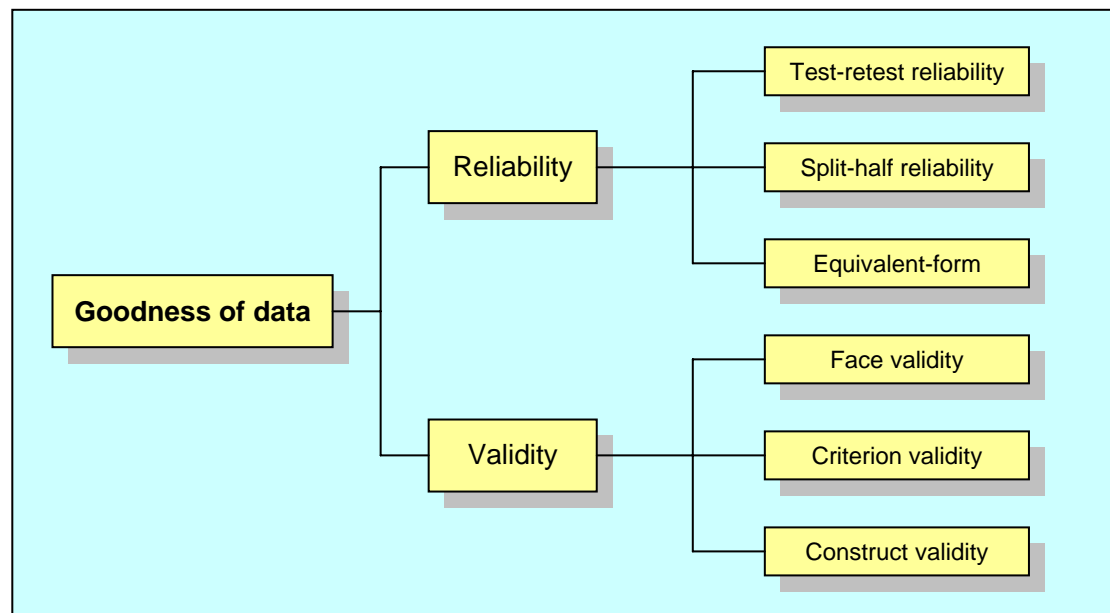 Goodness of data
Reliability
Test-retest reliability
Split-half reliability
Equivalent-form
Validity
Face validity
Criterion validity
Construct validity